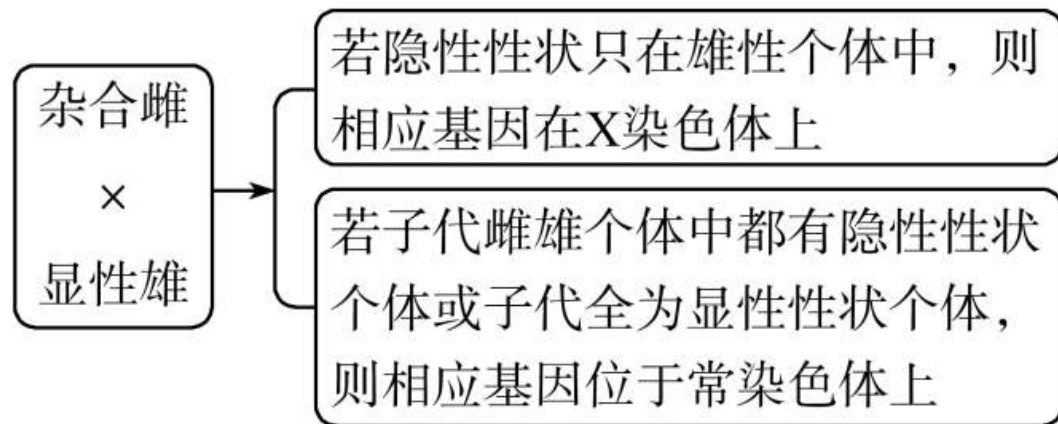 杂合雌
×
显性雄
若隐性性状只在雄性个体中，则
相应基因在X染色体上
若子代雌雄个体中都有隐性性状
个体或子代全为显性性状个体，
则相应基因位于常染色体上